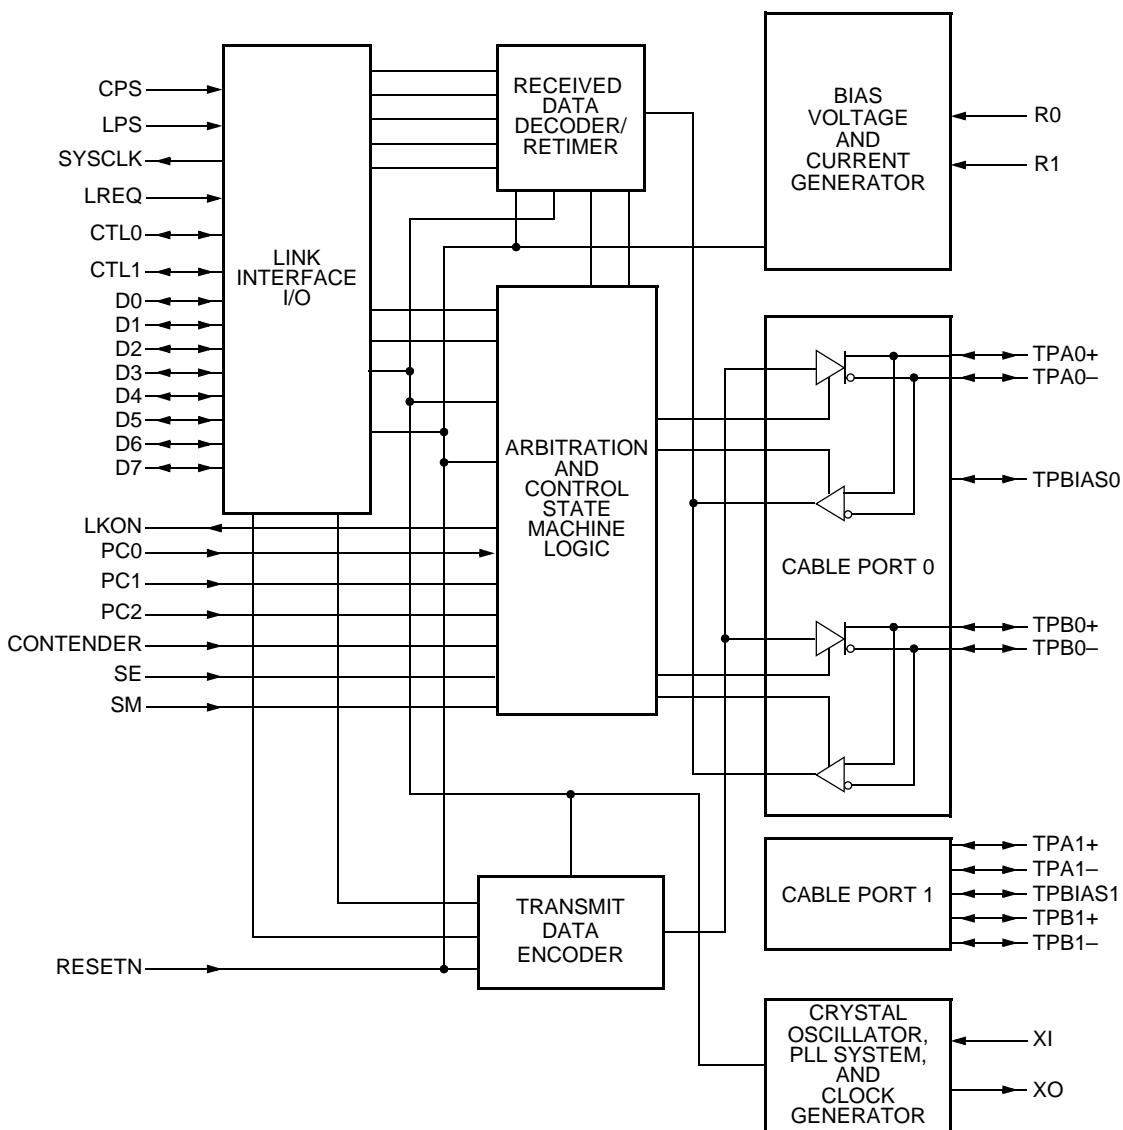 CPS
LPS
SYSCLK
LREQ
CTL0
CTL1
D0
D1
D2
D3
D4
D5
D6
D7
LKON
PC0
PC1
PC2
CONTENDER
SE
SM
RESETN
LINK
INTERFACE
I/O
RECEIVED
DATA
DECODER/
RETIMER
ARBITRATION
AND
CONTROL
STATE
MACHINE
LOGIC
TRANSMIT
DATA
ENCODER
BIAS
VOLTAGE
AND
CURRENT
GENERATOR
R0
R1
CABLE PORT 0
TPA0+
TPA0–
TPBIAS0
TPB0+
TPB0–
CABLE PORT 1
TPA1+
TPA1–
TPBIAS1
TPB1+
TPB1–
CRYSTAL
OSCILLATOR,
PLL SYSTEM,
AND
CLOCK
GENERATOR
XI
XO